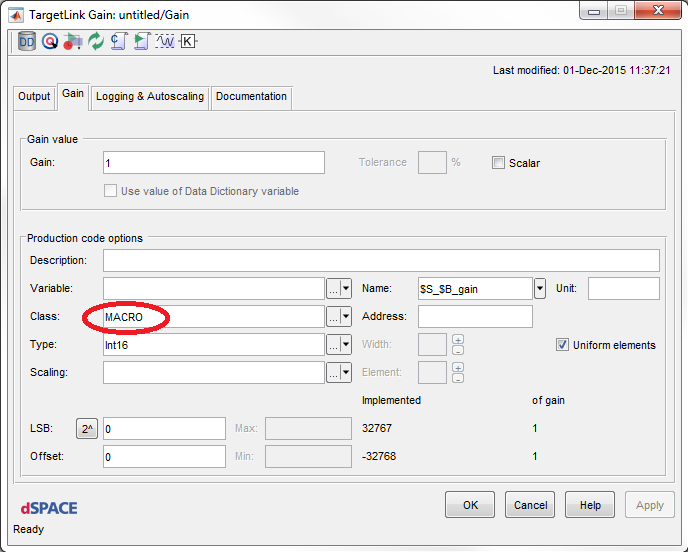 TargetLink Gain: untitled/Gain
DD
K
Last modified: 01-Dec-2015 11:37:21
Output Gain Logging & Autoscaling Documentation
Gain value
Gain: 1 Tolerance % Scalar
Use value of Data Dictionary variable
Production code options
Description:
Variable: ... Name: $S_$B_gain Unit:
Class: MACRO ... Address:
Type: Int16 ... Width: Uniform elements
Scaling: ... Element:
Implemented of gain
LSB: 2^ 0 Max: 32767 1
Offset: 0 Min: -32768 1
dSPACE OK Cancel Help Apply
Ready